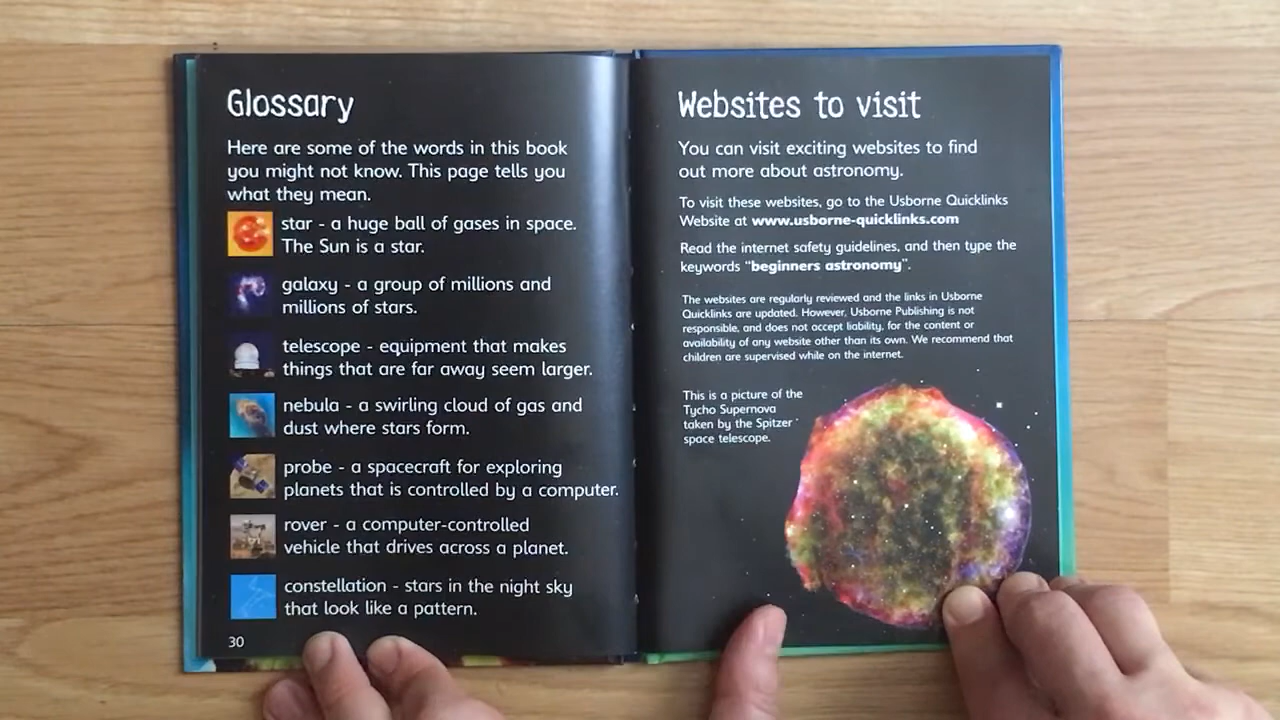 Glossary
Here are some of the words in this book
you might not know. This page tells you
what they mean.
star - a huge ball of gases in space.
The Sun is a star.
galaxy - a group of millions and
millions of stars.
telescope - equipment that makes
things that are far away seem larger.
nebula - a swirling cloud of gas and
dust where stars form.
probe - a spacecraft for exploring
planets that is controlled by a computer.
rover - a computer-controlled
vehicle that drives across a planet.
constellation - stars in the night sky
that look like a pattern.
30
Websites to visit
You can visit exciting websites to find
out more about astronomy.
To visit these websites, go to the Usborne Quicklinks
Website at www.usborne-quicklinks.com
Read the internet safety guidelines, and then type the
keywords “beginners astronomy”.
The websites are regularly reviewed and the links in Usborne
Quicklinks are updated. However, Usborne Publishing is not
responsible, and does not accept liability, for the content or
availability of any website other than its own. We recommend that
children are supervised while on the internet.
This is a picture of the
Tycho Supernova
taken by the Spitzer
space telescope.